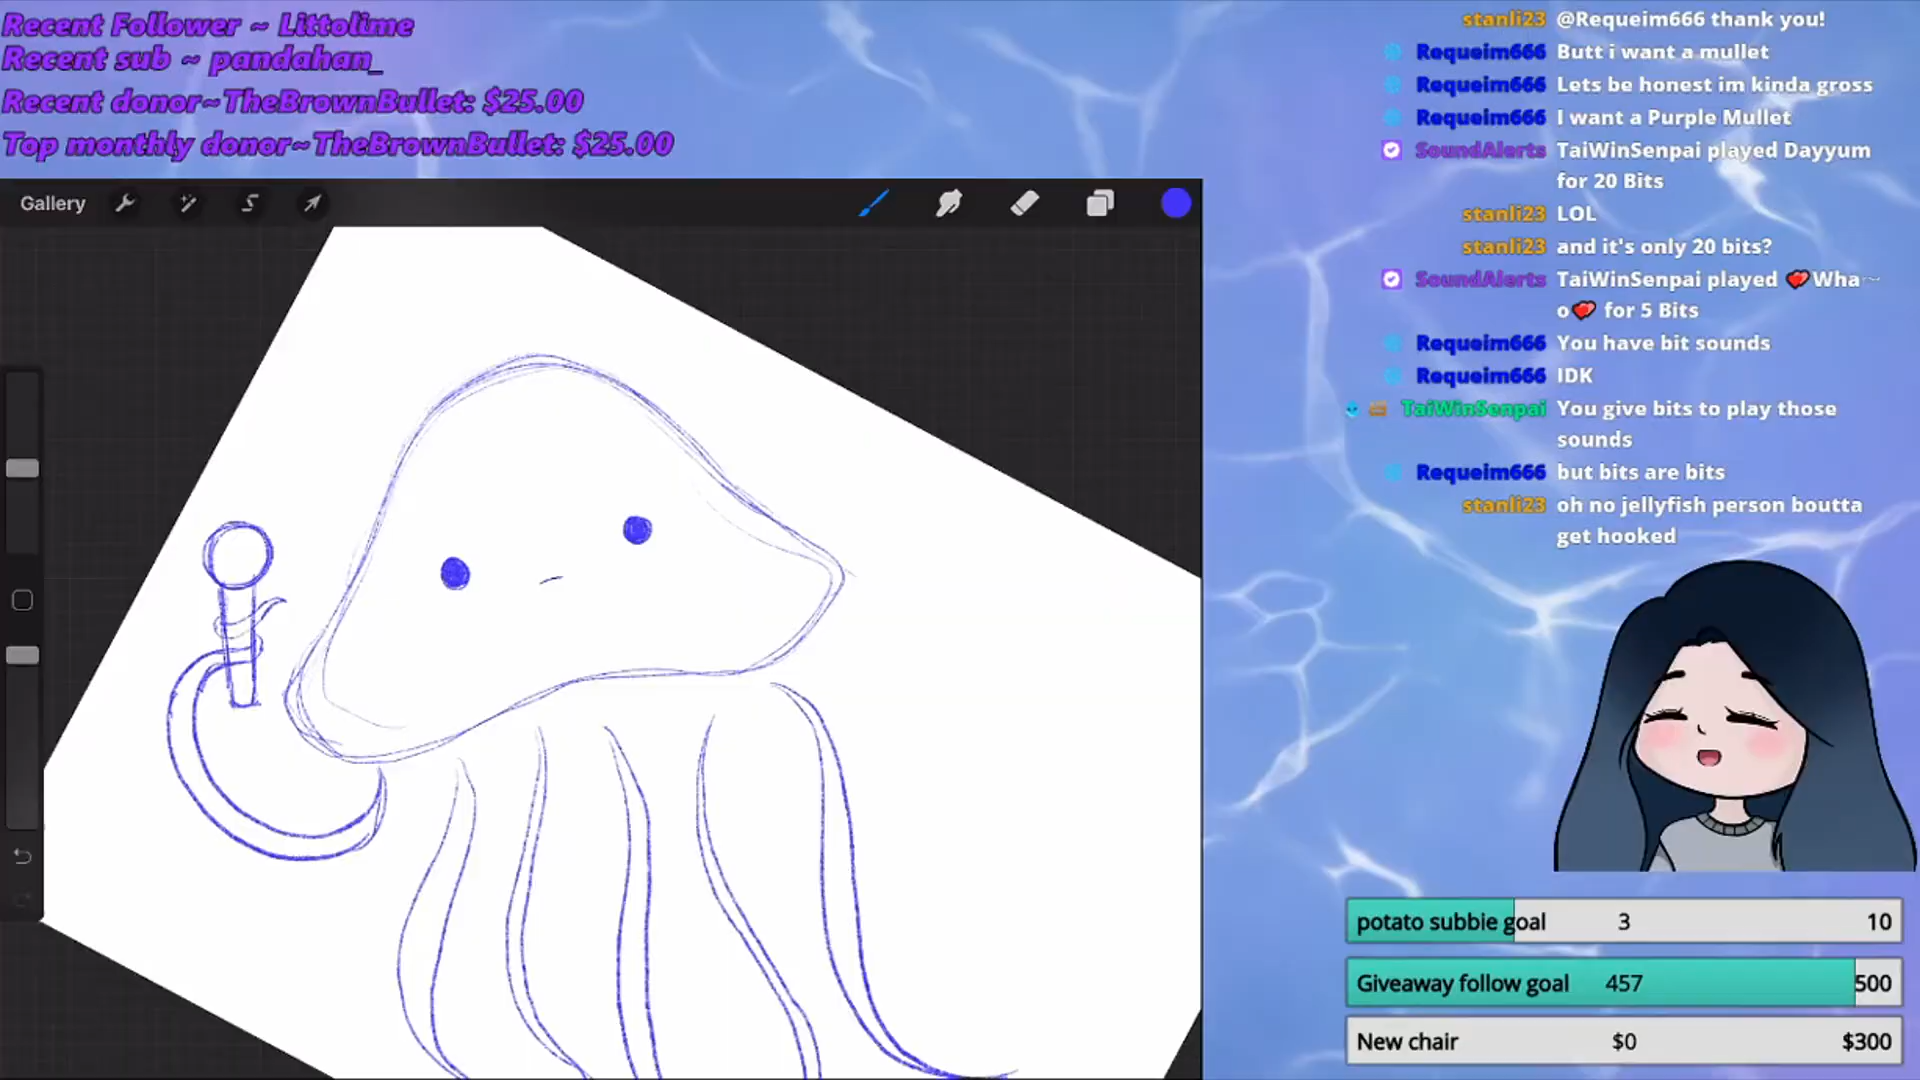 Recent Follower ~ Littolime
Recent sub ~ pandahan_
Recent donor~TheBrownBullet: $25.00
Top monthly donor~TheBrownBullet: $25.00
Gallery
stanli23 @Requeim666 thank you!
Requeim666 Butt i want a mullet
Requeim666 Lets be honest im kinda gross
Requeim666 I want a Purple Mullet
SoundAlerts TaiWinSenpai played Dayyum
for 20 Bits
stanli23 LOL
stanli23 and it's only 20 bits?
SoundAlerts TaiWinSenpai played 💕Wha~
o💕 for 5 Bits
Requeim666 You have bit sounds
Requeim666 IDK
TaiWinSenpai You give bits to play those
sounds
Requeim666 but bits are bits
stanli23 oh no jellyfish person boutta
get hooked
potato subbie goal 3 10
Giveaway follow goal 457 500
New chair $0 $300